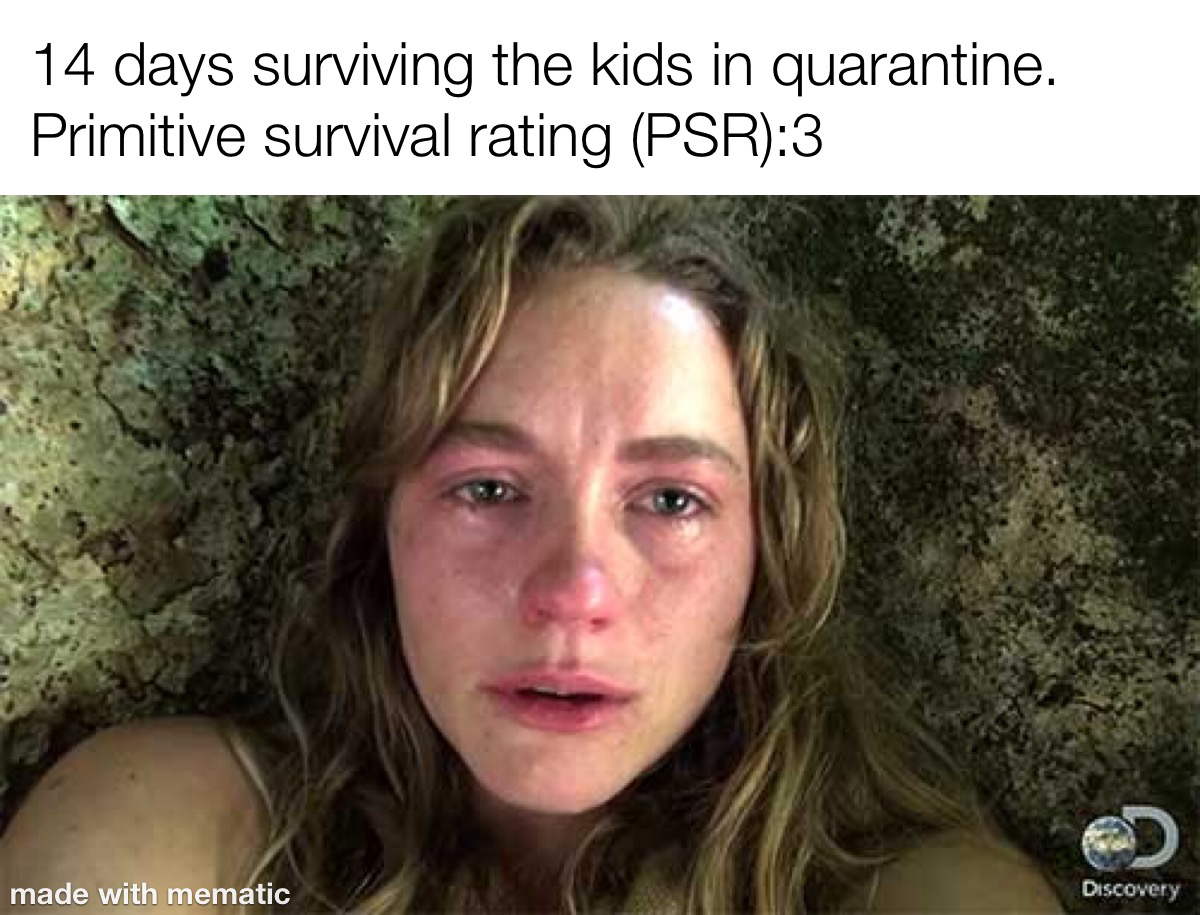 14 days surviving the kids in quarantine.
Primitive survival rating (PSR):3
Discovery
made with mematic